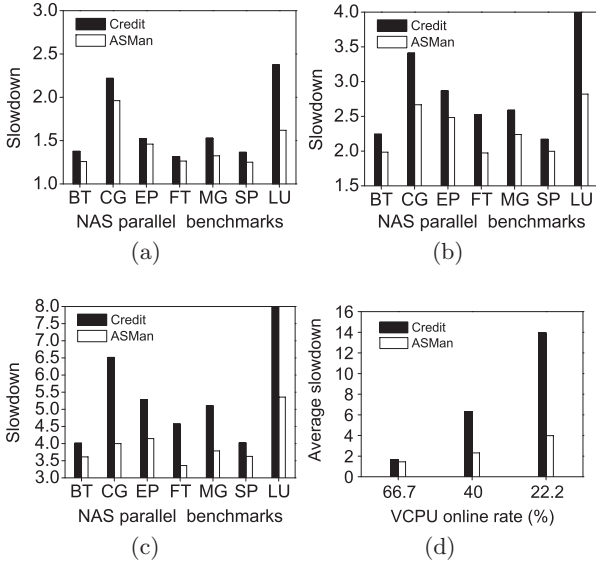 3.0
2.5
2.0
1.5
1.0
Slowdown
Credit
ASMan
BT CG EP FT MG SP LU
NAS parallel benchmarks
(a)
4.0
3.5
3.0
2.5
2.0
1.5
Slowdown
Credit
ASMan
BT CG EP FT MG SP LU
NAS parallel benchmarks
(b)
8.0
7.5
7.0
6.5
6.0
5.5
5.0
4.5
4.0
3.5
3.0
Slowdown
Credit
ASMan
BT CG EP FT MG SP LU
NAS parallel benchmarks
(c)
16
14
12
10
8
6
4
2
0
Average slowdown
Credit
ASMan
66.7 40 22.2
VCPU online rate (%)
(d)